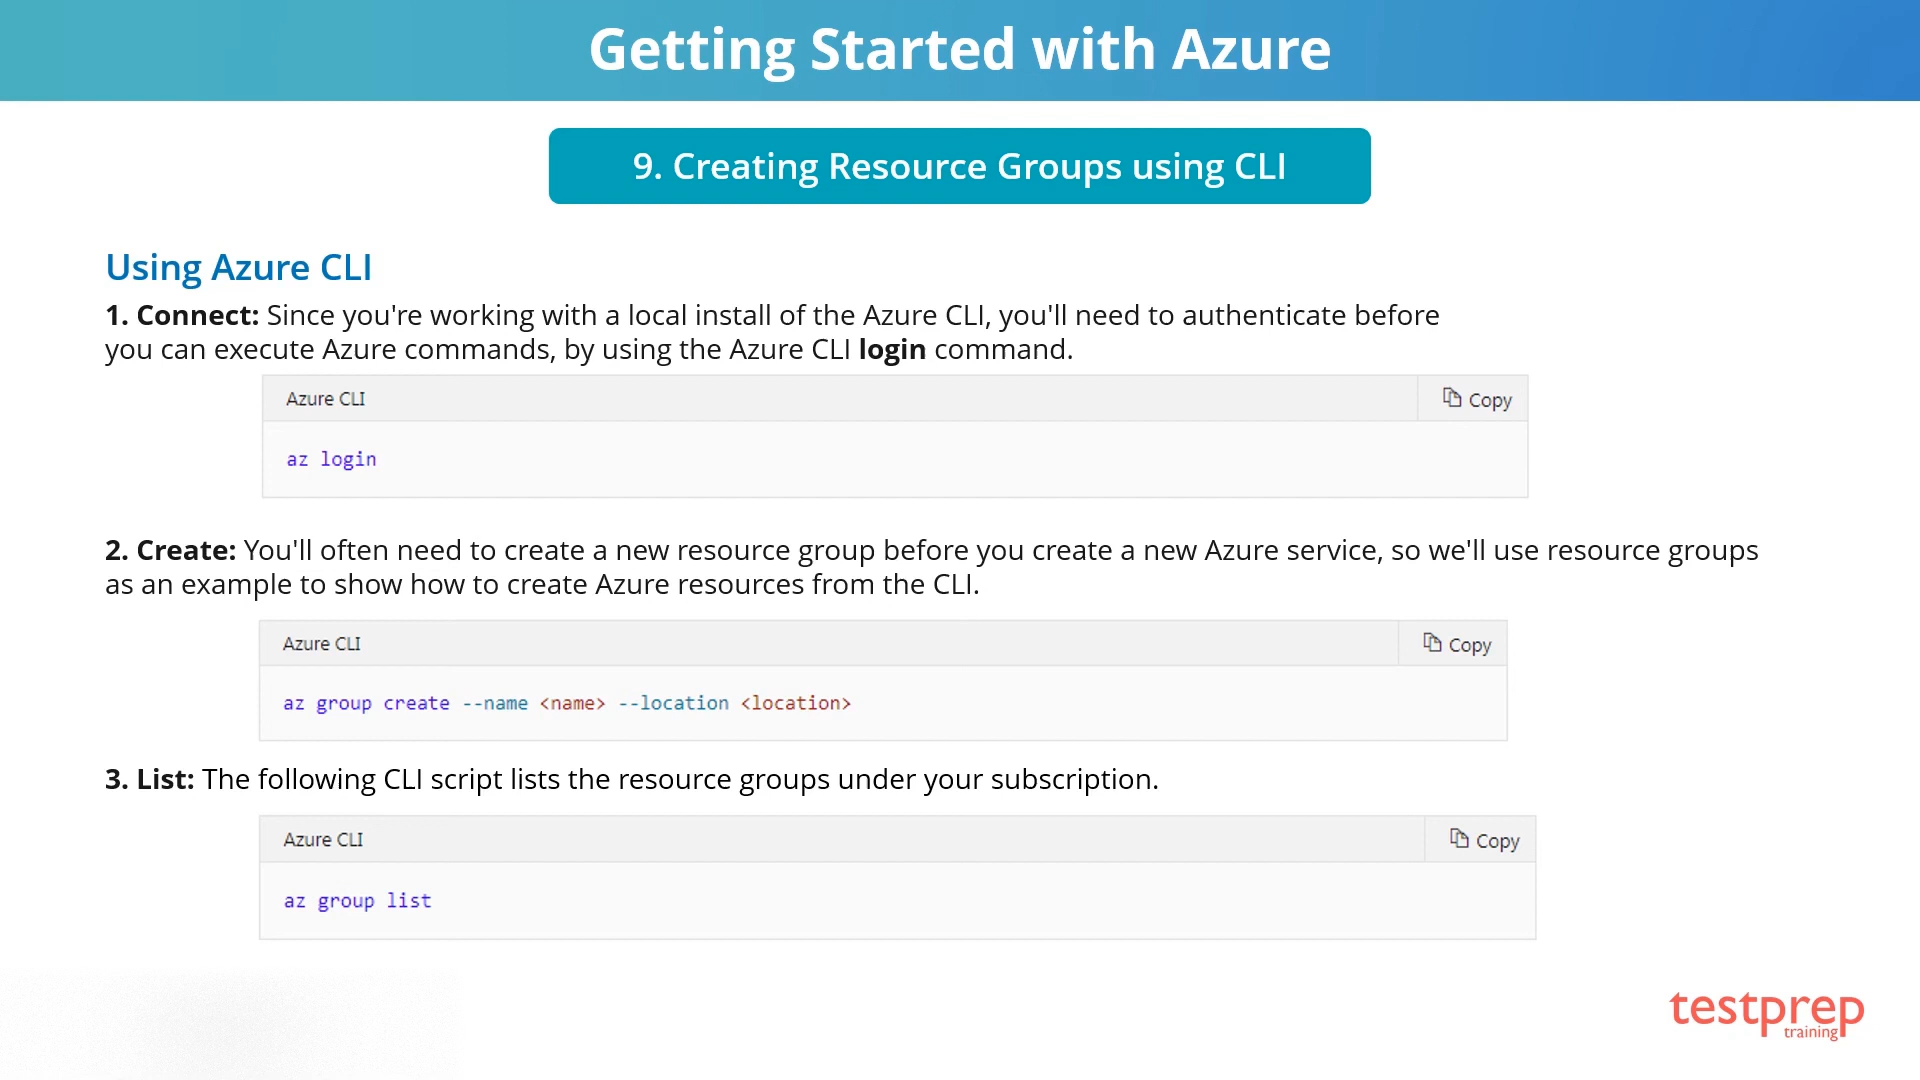 Getting Started with Azure
9. Creating Resource Groups using CLI
Using Azure CLI
1. Connect: Since you're working with a local install of the Azure CLI, you'll need to authenticate before
you can execute Azure commands, by using the Azure CLI login command.
Azure CLI
Copy
az login
2. Create: You'll often need to create a new resource group before you create a new Azure service, so we'll use resource groups
as an example to show how to create Azure resources from the CLI.
Azure CLI
Copy
az group create --name <name> --location <location>
3. List: The following CLI script lists the resource groups under your subscription.
Azure CLI
Copy
az group list
testprep
training